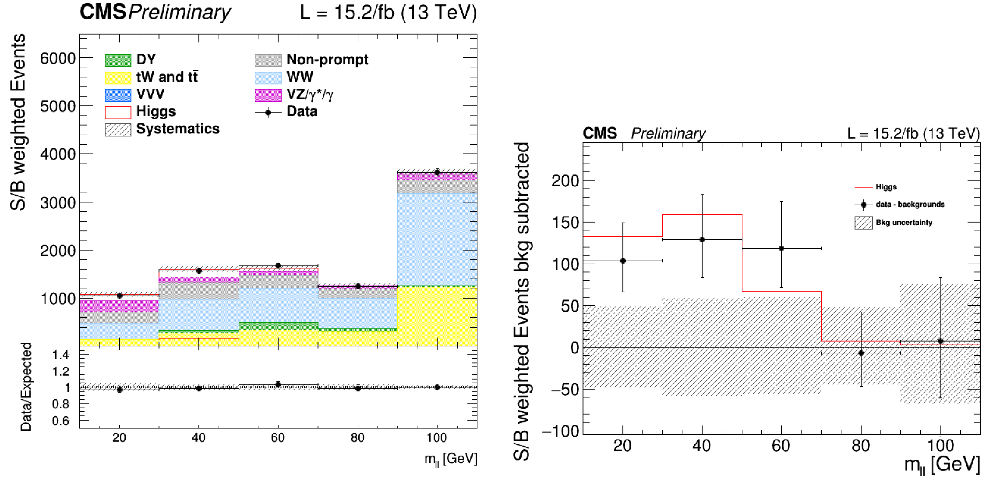 CMS Preliminary L = 15.2/fb (13 TeV)
S/B weighted Events
6000
5000
4000
3000
2000
1000
DY
tW and tt̄
VVV
Higgs
Systematics
Non-prompt
WW
VZ/γ*/γ
Data
Data/Expected
1.4
1.2
1
0.8
0.6
20 40 60 80 100
m_ll [GeV]
CMS Preliminary L = 15.2/fb (13 TeV)
S/B weighted Events bkg subtracted
200
150
100
50
0
−50
−100
Higgs
data - backgrounds
Bkg uncertainty
20 40 60 80 100
m_ll [GeV]